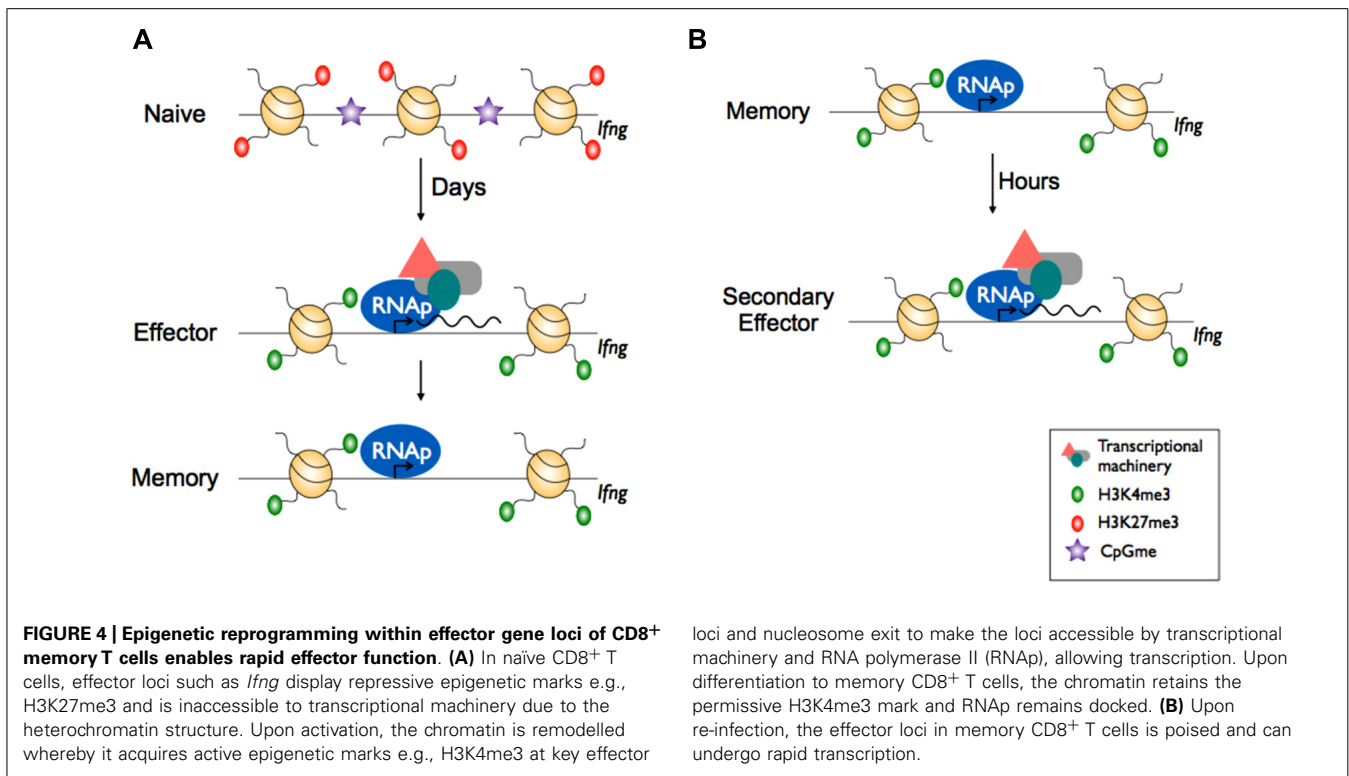 A
Naive
Ifng
Days
RNAp
Effector
Ifng
RNAp
Memory
Ifng
B
RNAp
Memory
Ifng
Hours
RNAp
Secondary
Effector
Ifng
Transcriptional
machinery
H3K4me3
H3K27me3
CpGme
FIGURE 4 | Epigenetic reprogramming within effector gene loci of CD8+
memory T cells enables rapid effector function. (A) In naïve CD8+ T
cells, effector loci such as Ifng display repressive epigenetic marks e.g.,
H3K27me3 and is inaccessible to transcriptional machinery due to the
heterochromatin structure. Upon activation, the chromatin is remodelled
whereby it acquires active epigenetic marks e.g., H3K4me3 at key effector
loci and nucleosome exit to make the loci accessible by transcriptional
machinery and RNA polymerase II (RNAp), allowing transcription. Upon
differentiation to memory CD8+ T cells, the chromatin retains the
permissive H3K4me3 mark and RNAp remains docked. (B) Upon
re-infection, the effector loci in memory CD8+ T cells is poised and can
undergo rapid transcription.